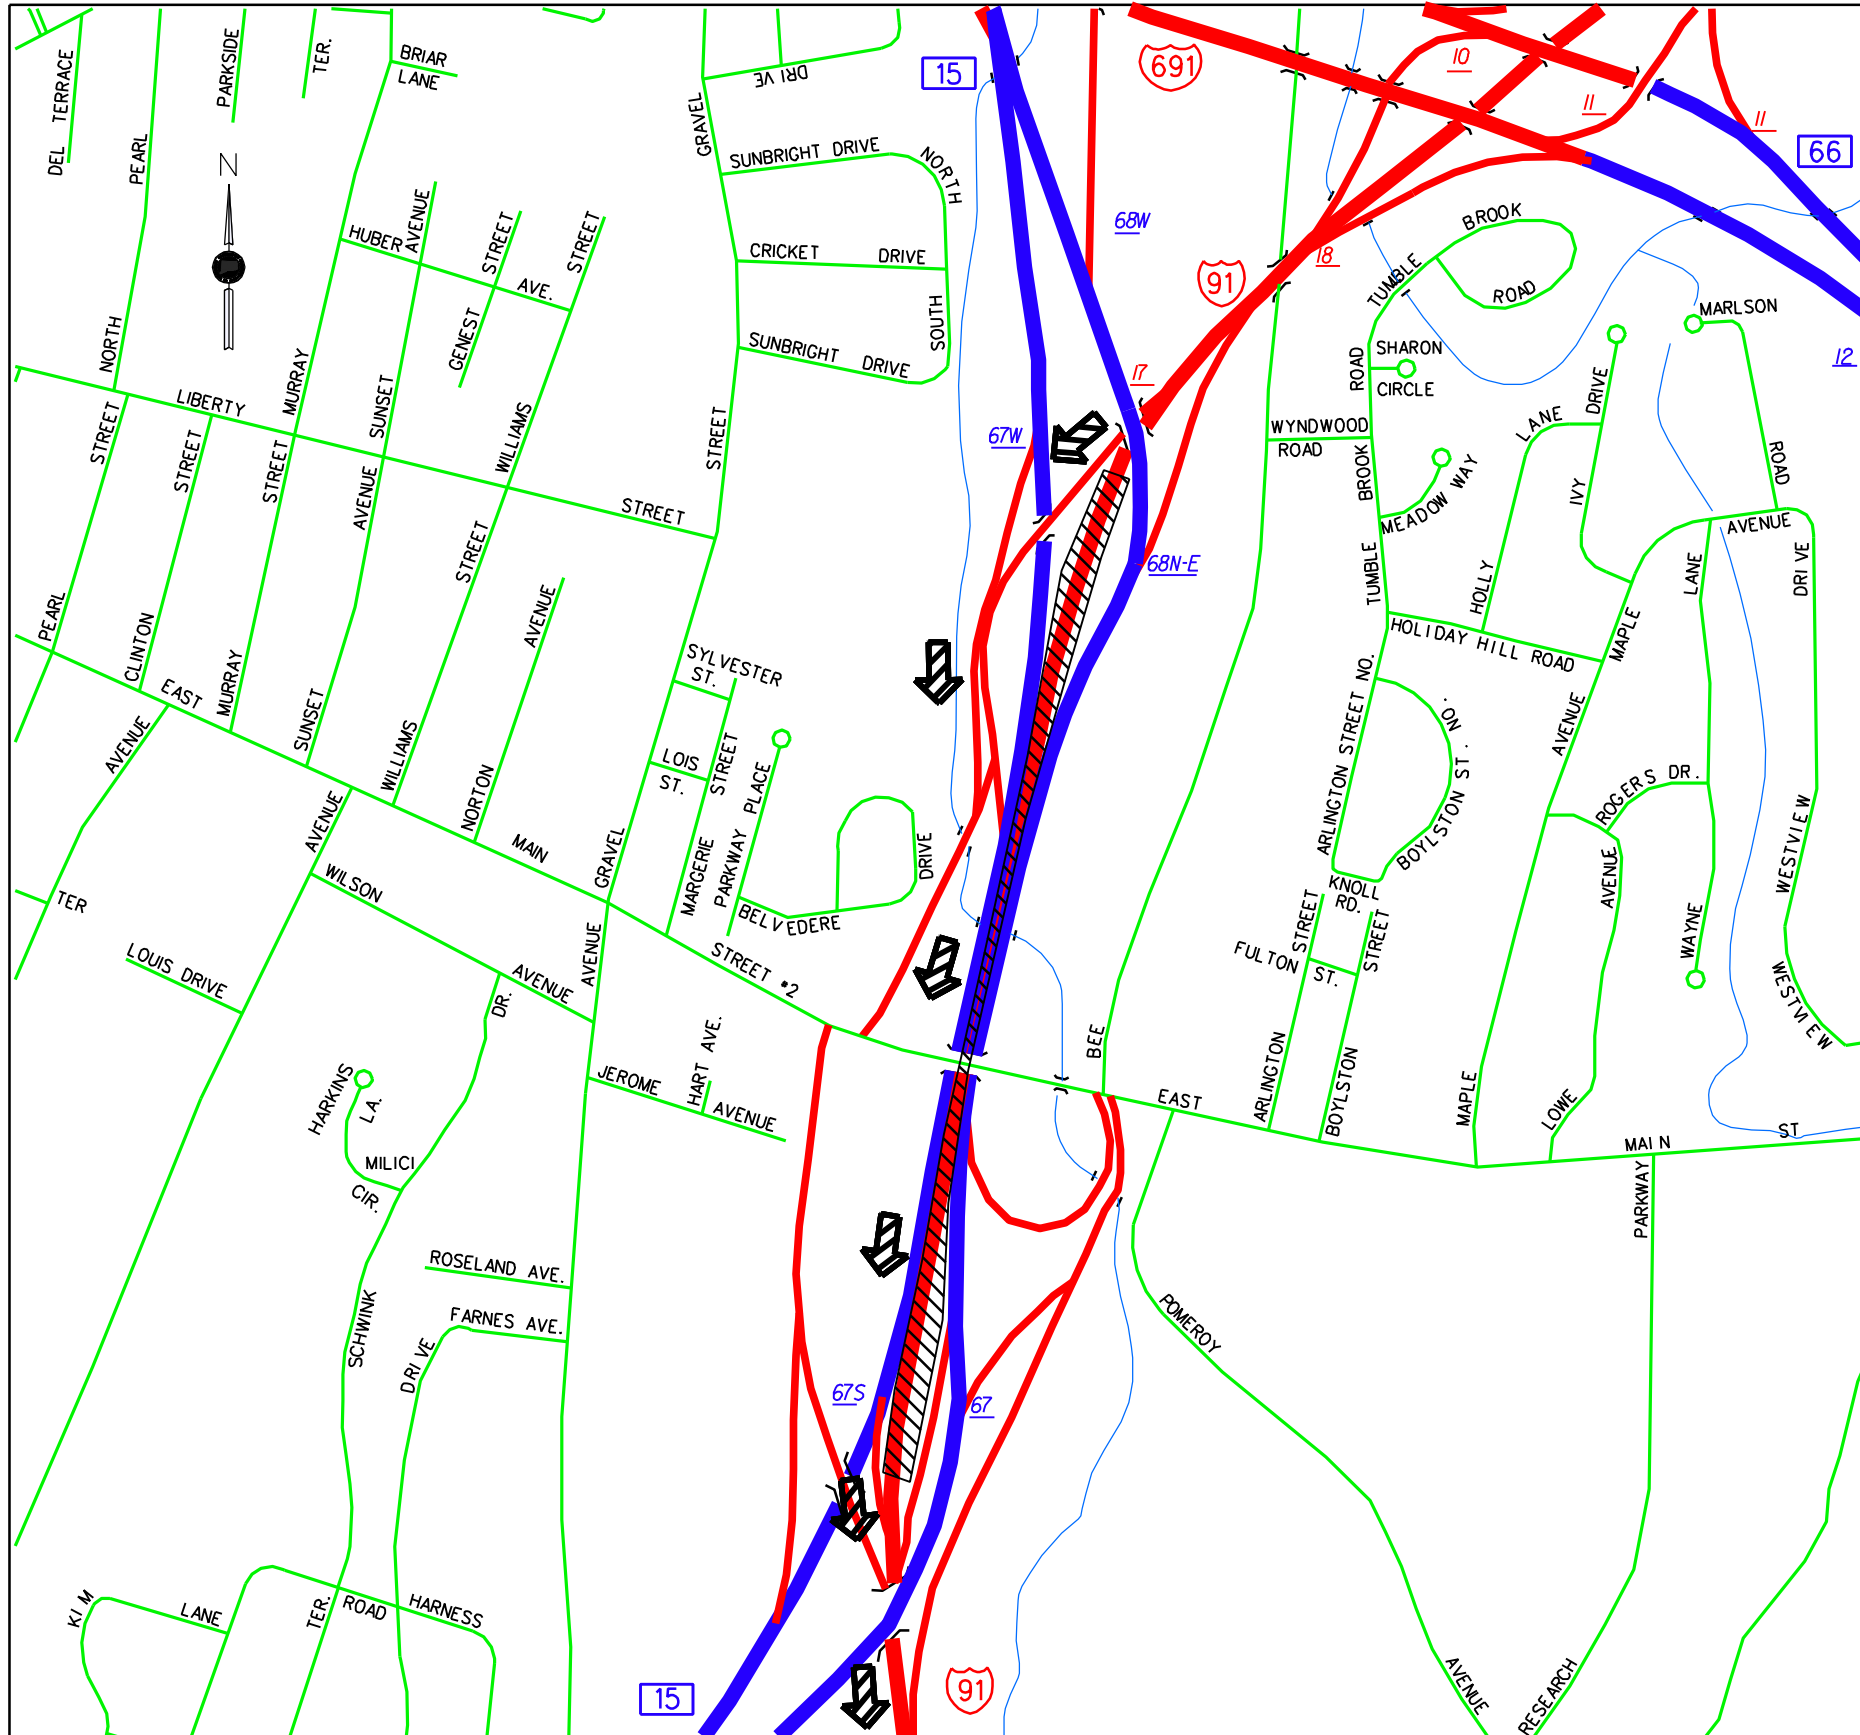 DEL TERRACE
PEARL
PARKSIDE
TER.
BRIAR
LANE
GRAVEL
DRIVE
15
691
10
11
11
66
N
SUNBRIGHT DRIVE
NORTH
HUBER
AVENUE
STREET
STREET
AVE.
CRICKET DRIVE
68W
91
18
BROOK
TUMBLE
ROAD
MARLSON
12
NORTH
MURRAY
SUNSET
GENEST
SOUTH
SUNBRIGHT DRIVE
17
ROAD
SHARON
CIRCLE
DRIVE
LIBERTY
STREET
STREET
STREET
AVENUE
WILLIAMS
STREET
67W
WYNDWOOD
ROAD
BROOK
LANE
MEADOW WAY
IVY
ROAD
AVENUE
STREET
STREET
68N-E
TUMBLE
HOLLY
LANE
DRIVE
PEARL
CLINTON
MURRAY
SUNSET
AVENUE
HOLIDAY HILL ROAD
MAPLE
EAST
AVENUE
WILLIAMS
NORTON
SYLVESTER
ST.
LOIS
ST.
STREET
PARKWAY PLACE
MARGERIE
ARLINGTON STREET NO.
BOYLSTON ST. NO.
AVENUE
ROGERS DR.
WESTVIEW
AVENUE
MAIN
GRAVEL
DRIVE
BELVEDERE
KNOLL
RD.
AVENUE
WAYNE
TER
WILSON
AVENUE
LOUIS DRIVE
DR.
AVENUE
STREET #2
FULTON ST.
STREET
STREET
WESTVIEW
HARKINS
LA.
MILICI
CIR.
JEROME
HART AVE.
AVENUE
BEE
EAST
ARLINGTON
BOYLSTON
MAPLE
LOWE
MAIN
ST
PARKWAY
ROSELAND AVE.
FARNES AVE.
SCHWINK
DRIVE
POMEROY
67S
67
KIM
LANE
TER.
ROAD
HARNESS
15
91
AVENUE
RESEARCH